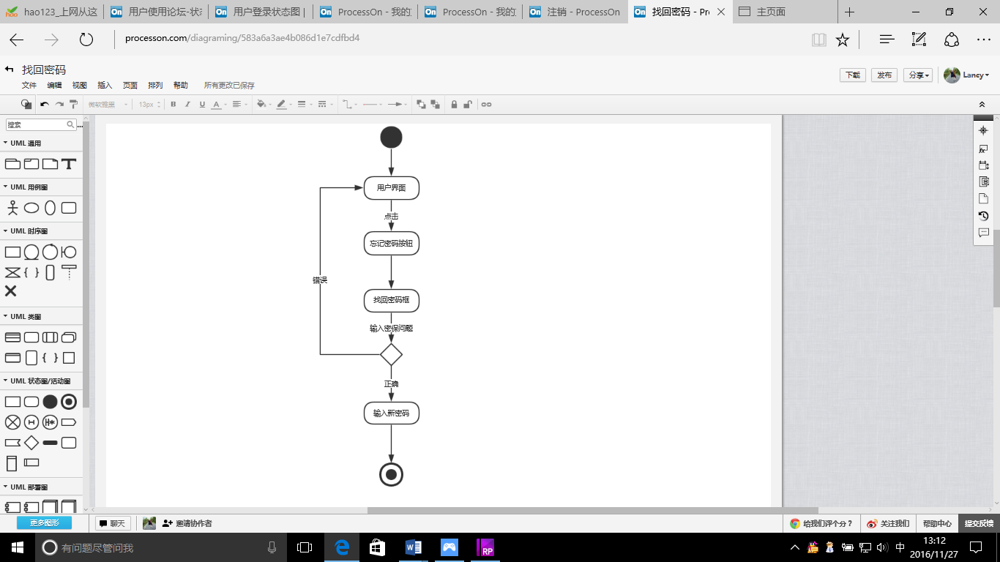 hao123_上网从这
用户使用论坛-状态
用户登录状态图 |
ProcessOn - 我的
ProcessOn - 我的
注销 - ProcessOn
找回密码 - Pr
主页面
processon.com/diagraming/583a6a3ae4b086d1e7cdfbd4
找回密码
文件 编辑 视图 插入 页面 排列 帮助 所有更改已保存
下载 发布 分享 Lancy
微软雅黑 13px B I U A
搜索
UML 通用
UML 用例图
UML 时序图
UML 类图
UML 状态图/活动图
UML 部署图
更多图形
用户界面
点击
忘记密码按钮
错误
找回密码框
输入密保问题
正确
输入新密码
聊天 邀请协作者
给我们评个分？ 关注我们 帮助中心 提交反馈
有问题尽管问我
RP
中
13:12
2016/11/27